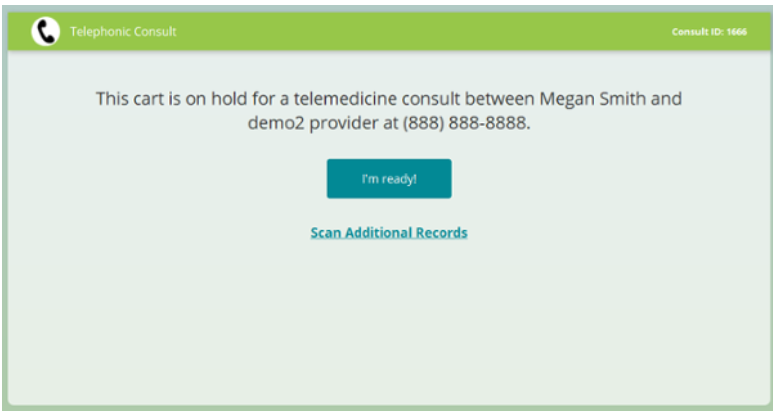 Telephonic Consult
Consult ID: 1666
This cart is on hold for a telemedicine consult between Megan Smith and
demo2 provider at (888) 888-8888.
I'm ready!
Scan Additional Records